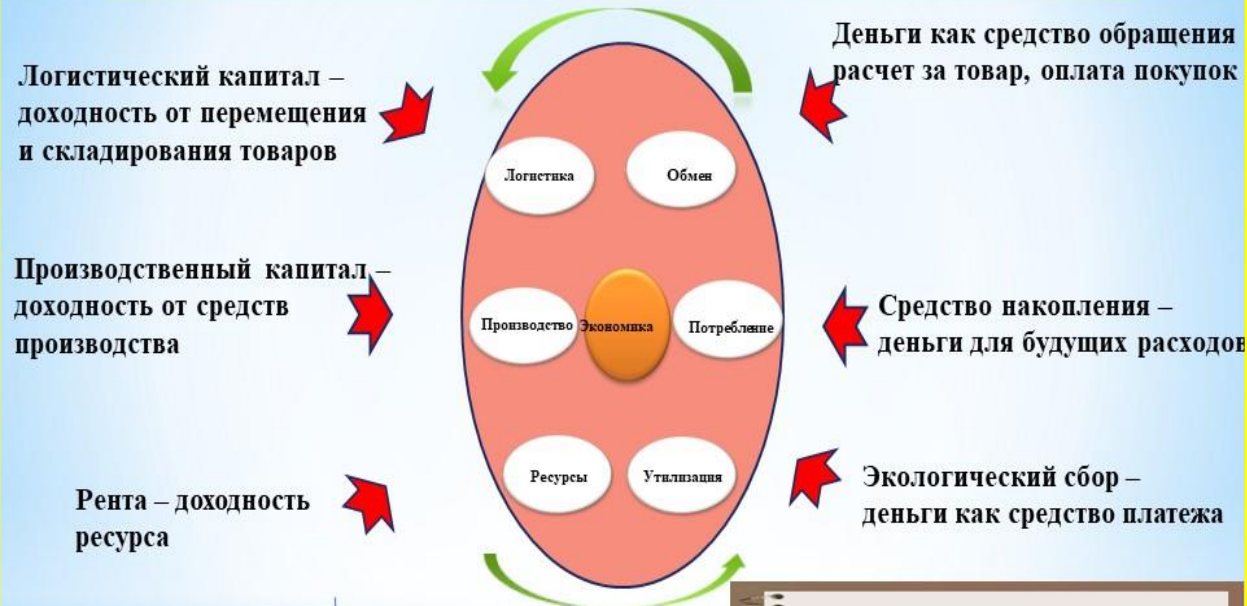 Деньги как средство обращения
расчет за товар, оплата покупок
Логистический капитал –
доходность от перемещения
и складирования товаров
Логистика
Обмен
Производственный капитал –
доходность от средств
производства
Производство
Экономика
Потребление
Средство накопления –
деньги для будущих расходов
Ресурсы
Утилизация
Рента – доходность
ресурса
Экологический сбор –
деньги как средство платежа